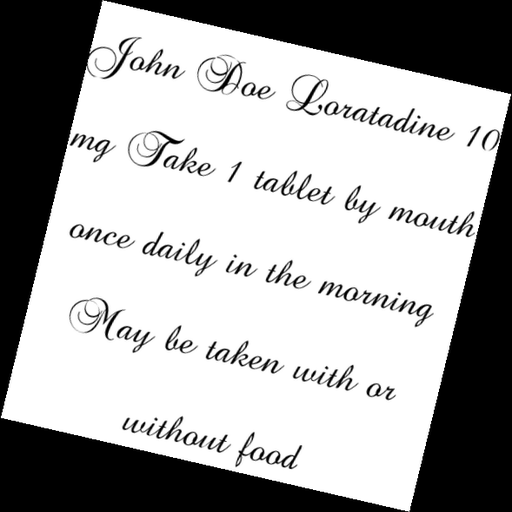 John Doe Loratadine 10
mg Take 1 tablet by mouth
once daily in the morning
May be taken with or
without food